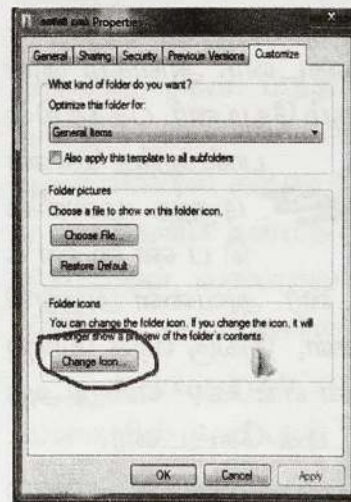 Properties
General Sharing Security Previous Versions Customize
What kind of folder do you want?
Optimize this folder for:
General Items
Also apply this template to all subfolders
Folder pictures
Choose a file to show on this folder icon.
Choose File...
Restore Default
Folder icons
You can change the folder icon. If you change the icon, it will
no longer show a preview of the folder's contents.
Change Icon...
OK Cancel Apply